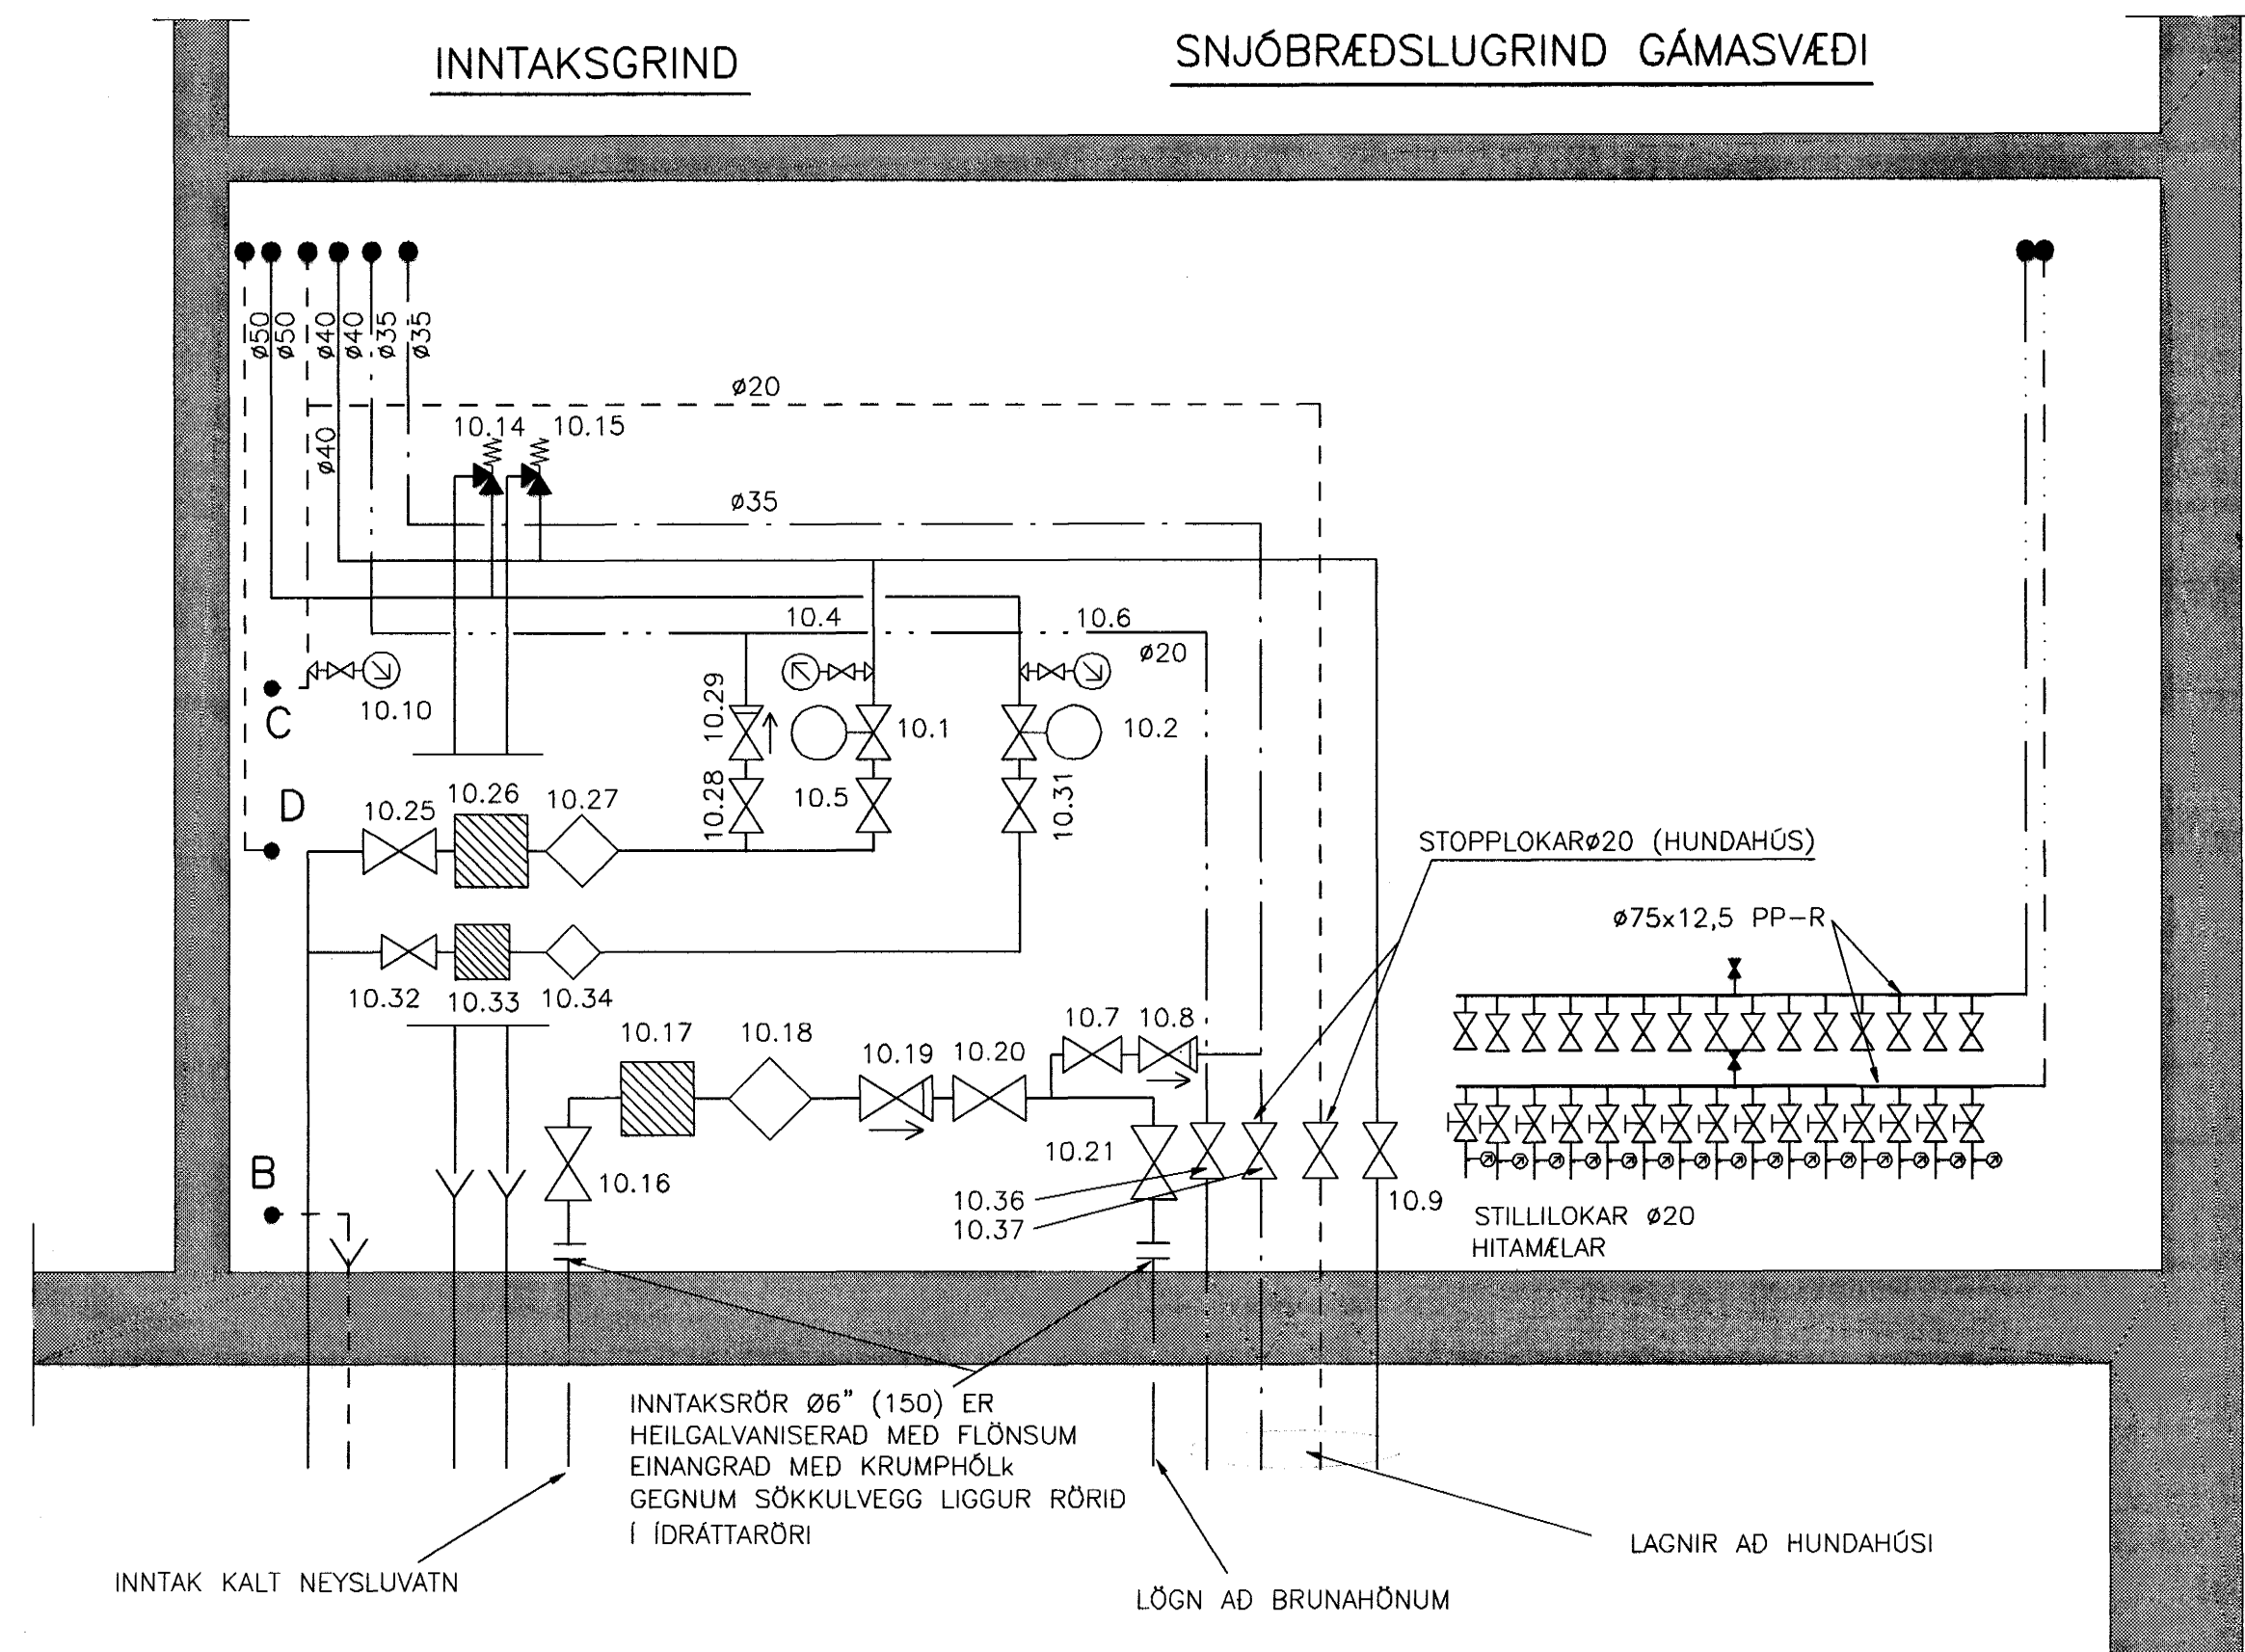 INNTAKSGRIND
SNJÓBRÆÐSLUGRIND GÁMASVÆÐI
ø50
ø50
ø40
ø40
ø35
ø35
ø20
10.14
10.15
ø40
ø35
10.4
10.6
ø20
10.10
C
10.29
10.1
10.2
D
10.25
10.26
10.27
10.28
10.5
10.31
STOPPLOKARø20 (HUNDAHÚS)
ø75x12,5 PP-R
10.32
10.33
10.34
10.17
10.18
10.19
10.20
10.7
10.8
10.21
B
10.16
10.36
10.37
10.9
STILLILOKAR ø20
HITAMÆLAR
INNTAKSRÖR Ø6" (150) ER
HEILGALVANISERAÐ MEÐ FLÖNSUM
EINANGRAÐ MEÐ KRUMPHÓLk
GEGNUM SÖKKULVEGG LIGGUR RÖRIÐ
Í ÍDRÁTTARÖRI
LAGNIR AÐ HUNDAHÚSI
INNTAK KALT NEYSLUVATN
LÖGN AÐ BRUNAHÖNUM